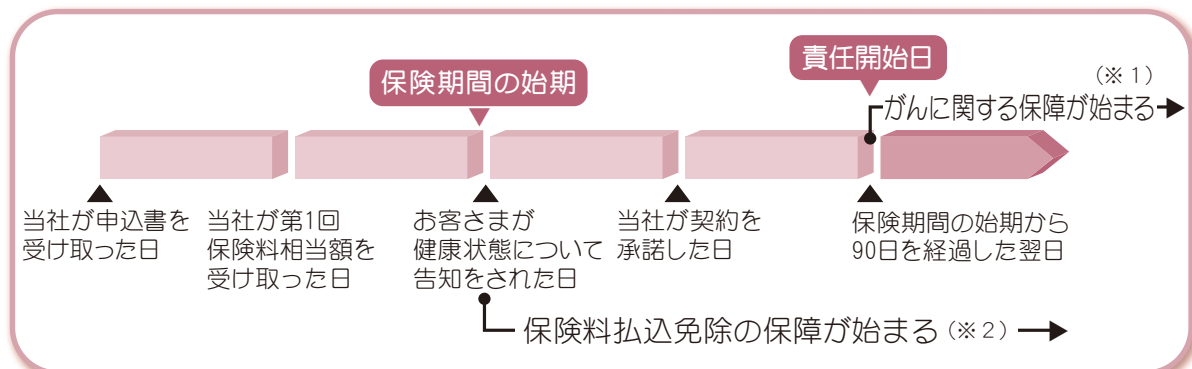 責任開始日
(※1)
保険期間の始期
がんに関する保障が始まる
当社が申込書を
受け取った日
当社が第1回
保険料相当額を
受け取った日
お客さまが
健康状態について
告知をされた日
当社が契約を
承諾した日
保険期間の始期から
90日を経過した翌日
保険料払込免除の保障が始まる(※2)